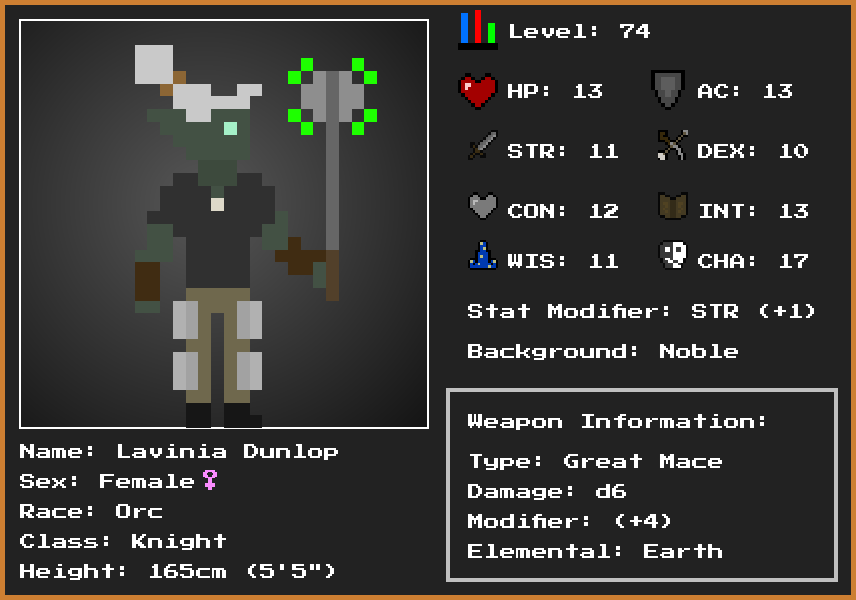 Level: 74
HP: 13
AC: 13
STR: 11
DEX: 10
CON: 12
INT: 13
WIS: 11
CHA: 17
Stat Modifier: STR (+1)
Background: Noble
Weapon Information:
Type: Great Mace
Damage: d6
Modifier: (+4)
Elemental: Earth
Name: Lavinia Dunlop
Sex: Female♀
Race: Orc
Class: Knight
Height: 165cm (5'5")